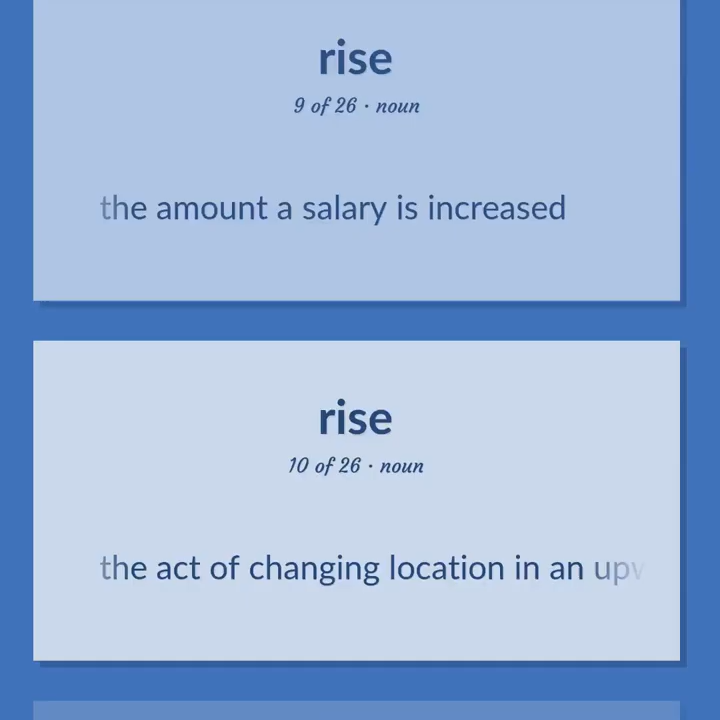 rise
9 of 26 · noun
the amount a salary is increased
rise
10 of 26 · noun
the act of changing location in an